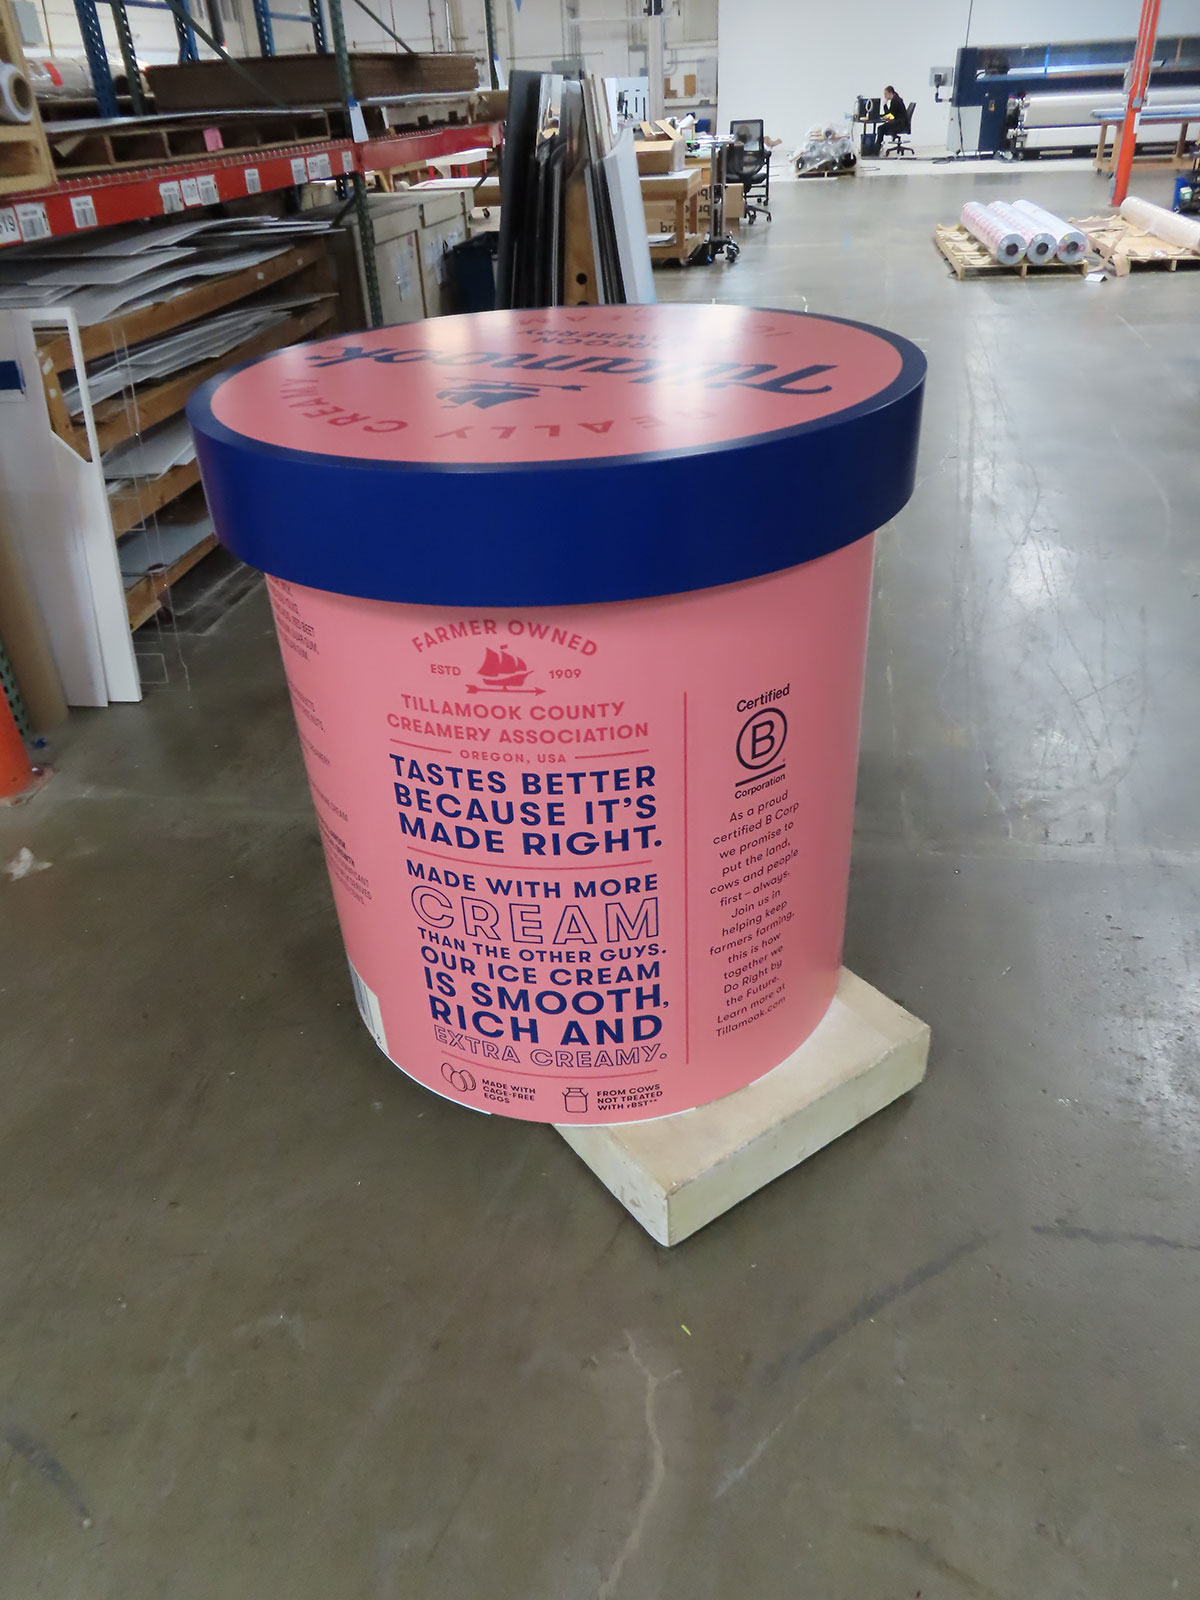 REALLY CREAMY
Tillamook
OREGON
FARMER OWNED
ESTD 1909
TILLAMOOK COUNTY
CREAMERY ASSOCIATION
OREGON, USA
TASTES BETTER
BECAUSE IT'S
MADE RIGHT.
MADE WITH MORE
CREAM
THAN THE OTHER GUYS.
OUR ICE CREAM
IS SMOOTH,
RICH AND
EXTRA CREAMY.
MADE WITH
CAGE-FREE
EGGS
FROM COWS
NOT TREATED
WITH rBST**
Certified
B
Corporation
As a proud
certified B Corp
we promise to
put the land,
cows and people
first – always.
Join us in
helping keep
farmers farming,
this is how
together we
Do Right by
the Future.
Learn more at
Tillamook.com